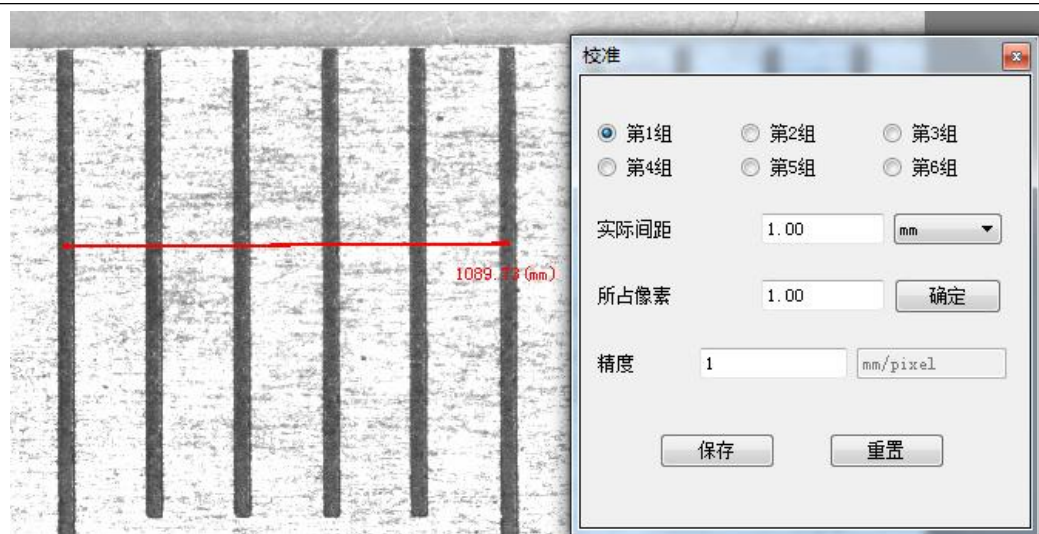 校准
第1组 第2组 第3组
第4组 第5组 第6组
实际间距 1.00 mm
1089.73(mm)
所占像素 1.00 确定
精度 1 mm/pixel
保存 重置